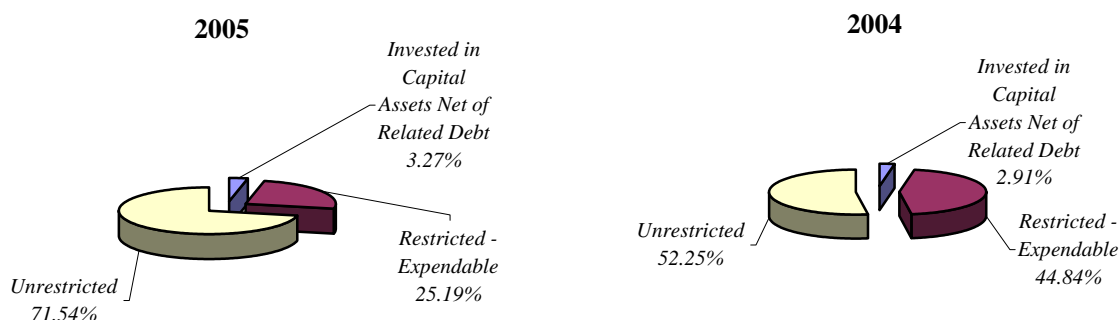 2005
Invested in
Capital
Assets Net of
Related Debt
3.27%
Restricted -
Expendable
25.19%
Unrestricted
71.54%
2004
Invested in
Capital
Assets Net of
Related Debt
2.91%
Restricted -
Expendable
44.84%
Unrestricted
52.25%